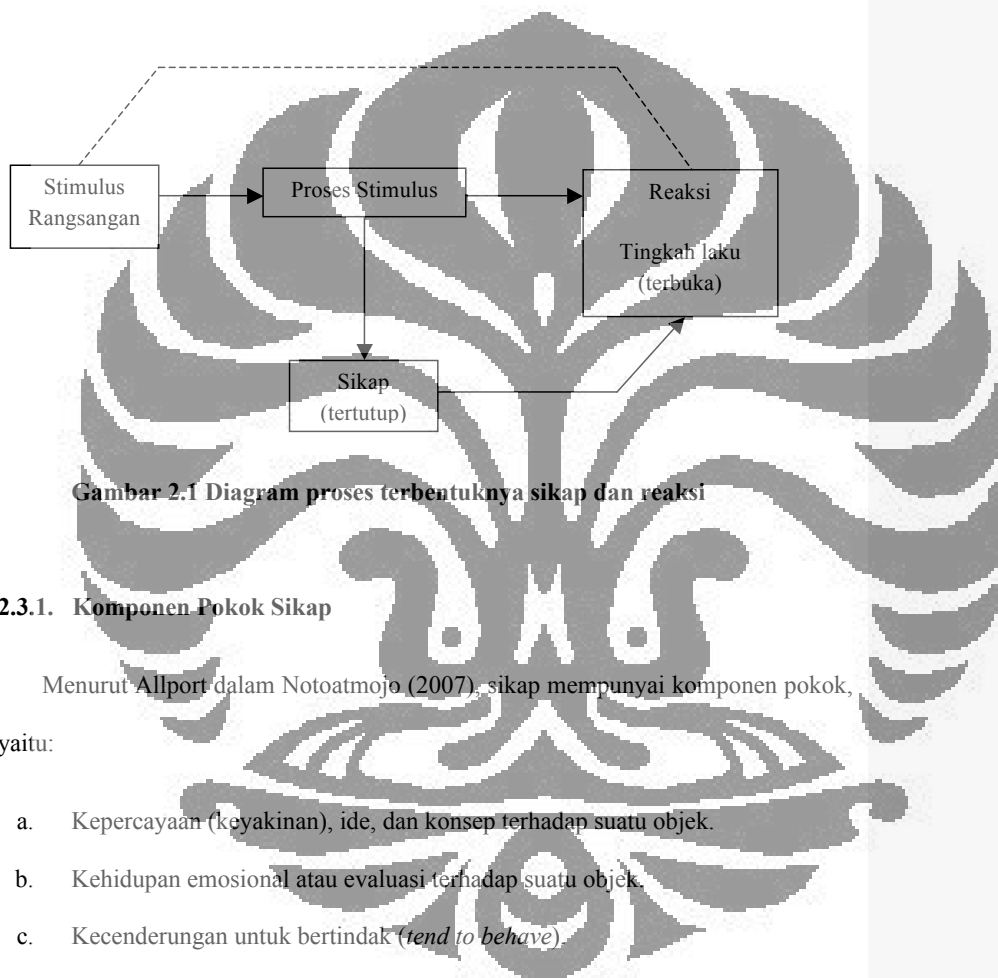 Stimulus
Rangsangan
Proses Stimulus
Reaksi
Tingkah laku
(terbuka)
Sikap
(tertutup)
Gambar 2.1 Diagram proses terbentuknya sikap dan reaksi
2.3.1. Komponen Pokok Sikap
Menurut Allport dalam Notoatmojo (2007), sikap mempunyai komponen pokok,
yaitu:
a. Kepercayaan (keyakinan), ide, dan konsep terhadap suatu objek.
b. Kehidupan emosional atau evaluasi terhadap suatu objek.
c. Kecenderungan untuk bertindak (tend to behave).